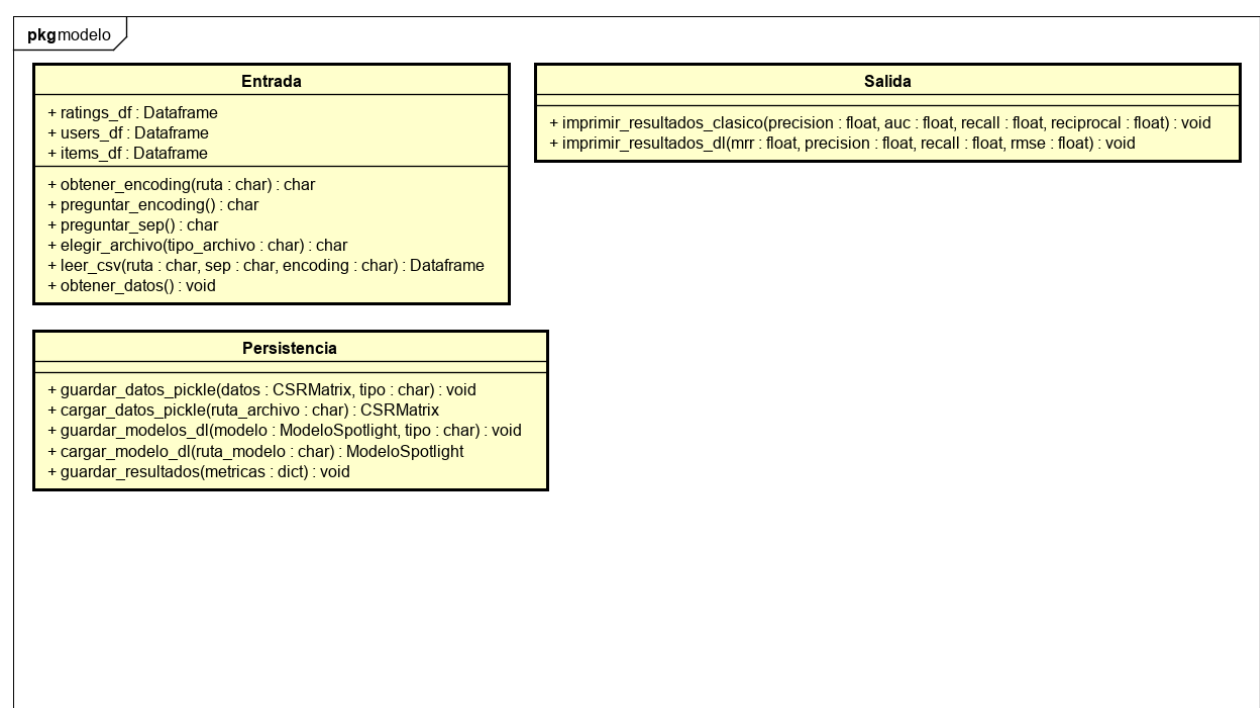 pkg modelo
Entrada
+ ratings_df : Dataframe
+ users_df : Dataframe
+ items_df : Dataframe
+ obtener_encoding(ruta : char) : char
+ preguntar_encoding() : char
+ preguntar_sep() : char
+ elegir_archivo(tipo_archivo : char) : char
+ leer_csv(ruta : char, sep : char, encoding : char) : Dataframe
+ obtener_datos() : void
Salida
+ imprimir_resultados_clasico(precision : float, auc : float, recall : float, reciprocal : float) : void
+ imprimir_resultados_dl(mrr : float, precision : float, recall : float, rmse : float) : void
Persistencia
+ guardar_datos_pickle(datos : CSRMatrix, tipo : char) : void
+ cargar_datos_pickle(ruta_archivo : char) : CSRMatrix
+ guardar_modelos_dl(modelo : ModeloSpotlight, tipo : char) : void
+ cargar_modelo_dl(ruta_modelo : char) : ModeloSpotlight
+ guardar_resultados(metricas : dict) : void